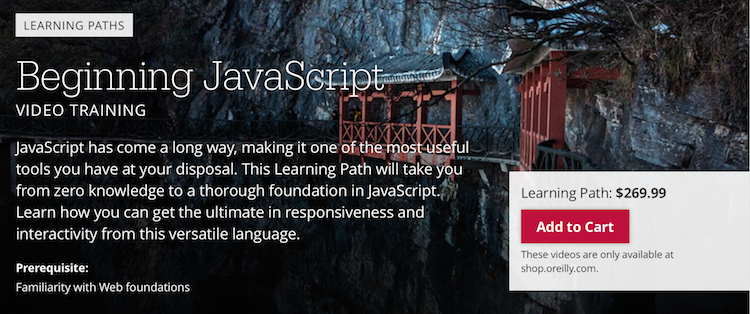 LEARNING PATHS
Beginning JavaScript
VIDEO TRAINING
JavaScript has come a long way, making it one of the most useful
tools you have at your disposal. This Learning Path will take you
from zero knowledge to a thorough foundation in JavaScript.
Learn how you can get the ultimate in responsiveness and
interactivity from this versatile language.
Prerequisite:
Familiarity with Web foundations
Learning Path: $269.99
Add to Cart
These videos are only available at
shop.oreilly.com.